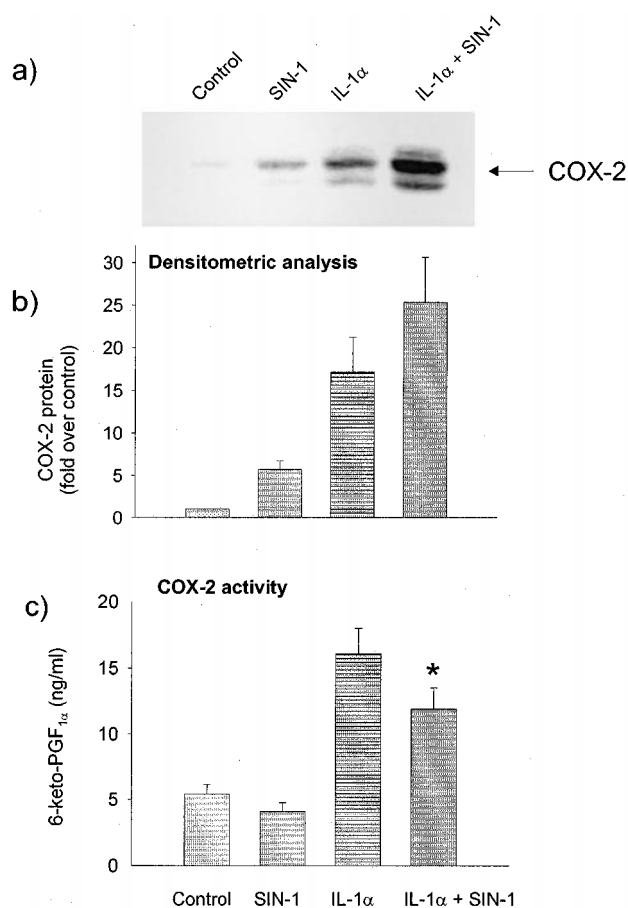 a)
Control SIN-1 IL-1α IL-1α + SIN-1
COX-2
b)
Densitometric analysis
COX-2 protein
(fold over control)
30
25
20
15
10
5
0
c)
COX-2 activity
6-keto-PGF1α (ng/ml)
20
15
10
5
0
*
Control SIN-1 IL-1α IL-1α + SIN-1